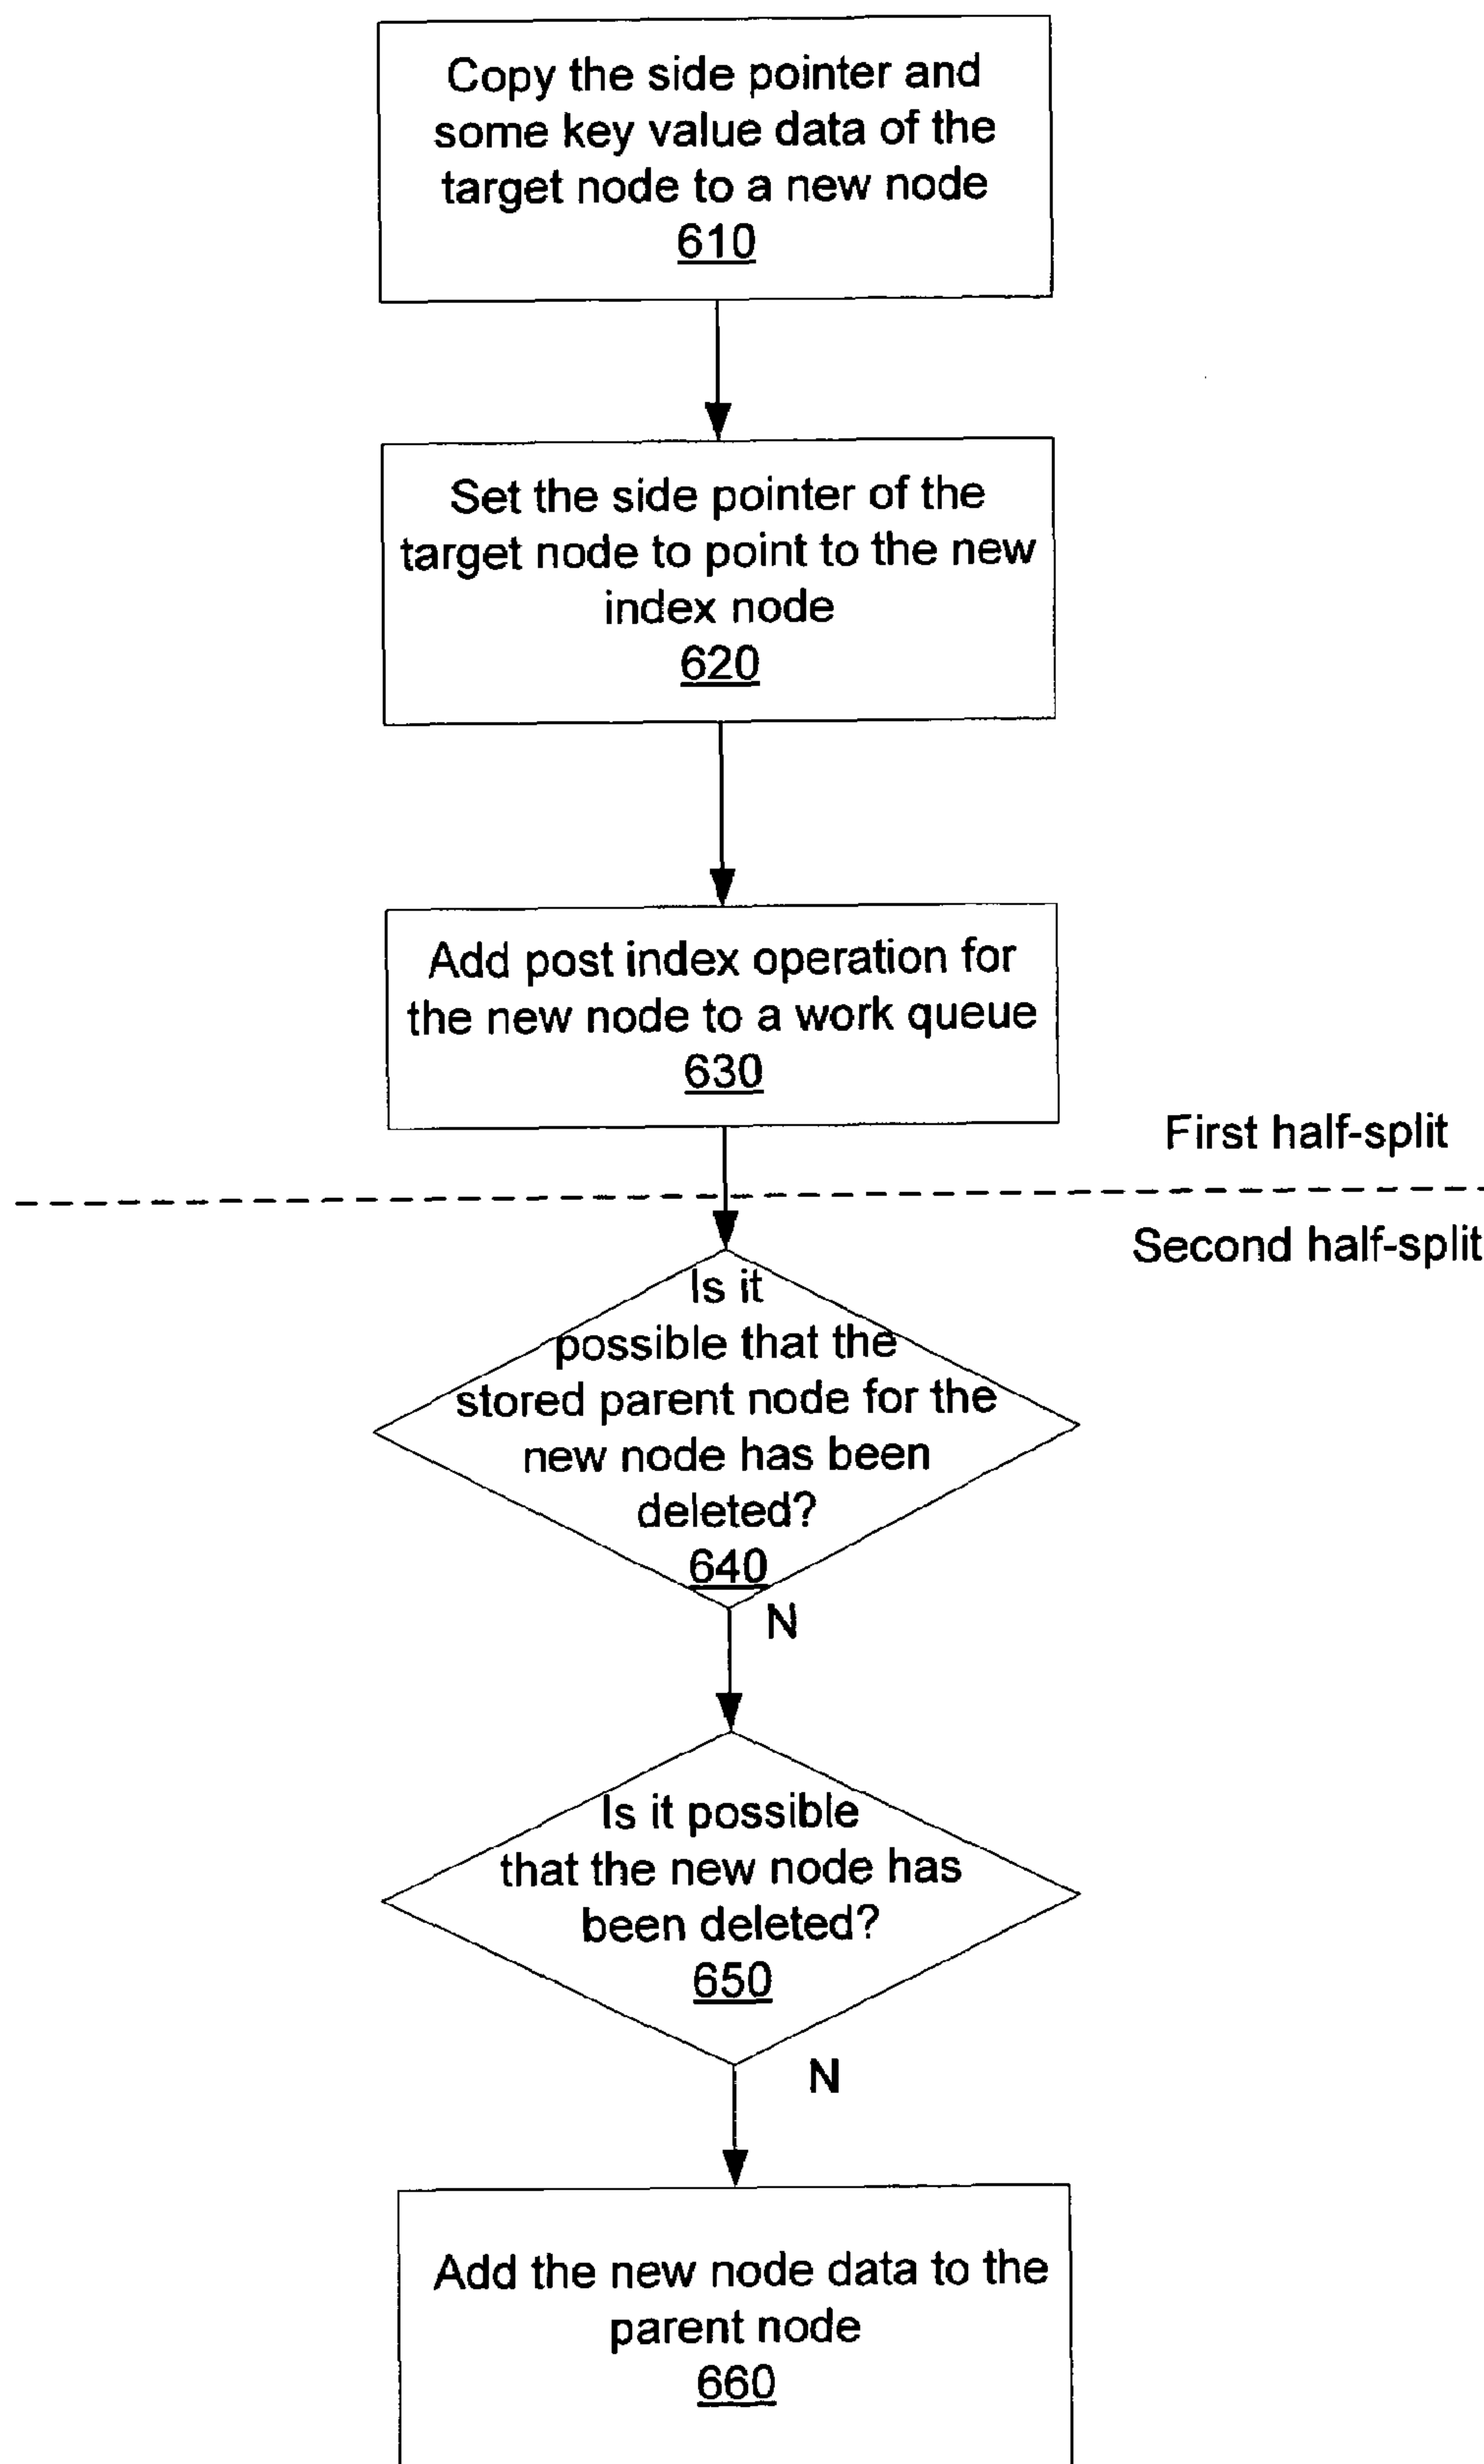 Copy the side pointer and
some key value data of the
target node to a new node
610
Set the side pointer of the
target node to point to the new
index node
620
Add post index operation for
the new node to a work queue
630
First half-split
Second half-split
Is it
possible that the
stored parent node for the
new node has been
deleted?
640
N
Is it possible
that the new node has
been deleted?
650
N
Add the new node data to the
parent node
660